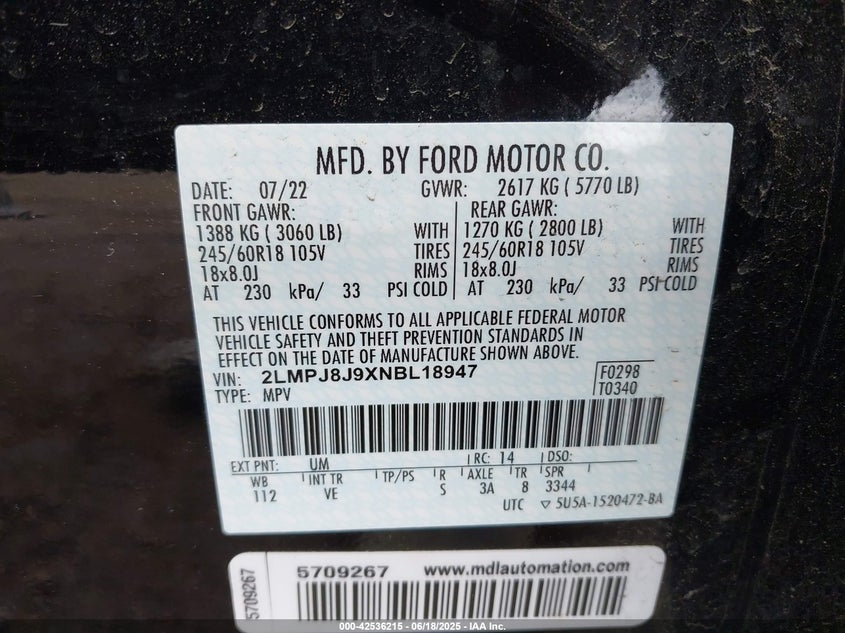 MFD. BY FORD MOTOR CO.
DATE: 07/22 GVWR: 2617 KG ( 5770 LB)
FRONT GAWR: REAR GAWR:
1388 KG ( 3060 LB) WITH 1270 KG ( 2800 LB) WITH
245/60R18 105V TIRES 245/60R18 105V TIRES
18x8.0J RIMS 18x8.0J RIMS
AT 230 kPa/ 33 PSI COLD AT 230 kPa/ 33 PSI COLD
THIS VEHICLE CONFORMS TO ALL APPLICABLE FEDERAL MOTOR
VEHICLE SAFETY AND THEFT PREVENTION STANDARDS IN
EFFECT ON THE DATE OF MANUFACTURE SHOWN ABOVE.
VIN: 2LMPJ8J9XNBL18947 F0298
TYPE: MPV T0340
EXT PNT: UM RC: 14 DSO:
WB INT TR TP/PS R AXLE TR SPR
112 VE S 3A 8 3344
UTC ▽ 5U5A-1520472-BA
5709267 www.mdlautomation.com
5709267
000-42536215 - 06/18/2025 - IAA Inc.